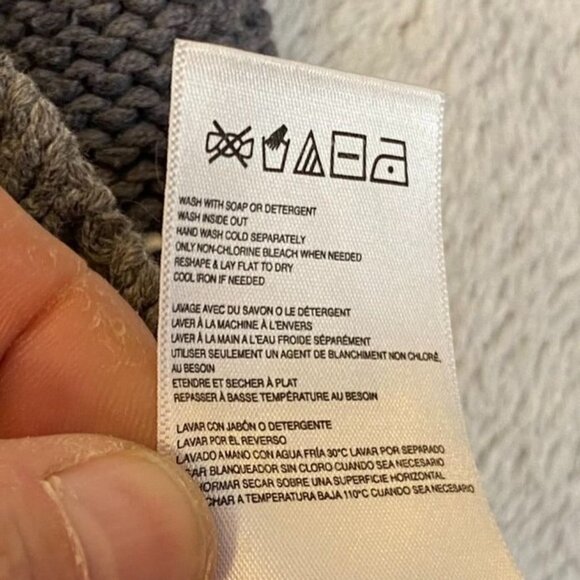 WASH WITH SOAP OR DETERGENT
WASH INSIDE OUT
HAND WASH COLD SEPARATELY
ONLY NON-CHLORINE BLEACH WHEN NEEDED
RESHAPE & LAY FLAT TO DRY
COOL IRON IF NEEDED
LAVAGE AVEC DU SAVON O LE DÉTERGENT
LAVER À LA MACHINE À L'ENVERS
LAVER À LA MAIN A L'EAU FROIDE SÉPARÉMENT
UTILISER SEULEMENT UN AGENT DE BLANCHIMENT NON CHLORÉ,
AU BESOIN
ETENDRE ET SECHER À PLAT
REPASSER À BASSE TEMPÉRATURE AU BESOIN
LAVAR CON JABÓN O DETERGENTE
LAVAR POR EL REVERSO
LAVADO A MANO CON AGUA FRÍA 30°C LAVAR POR SEPARADO
BLANQUEADOR SIN CLORO CUANDO SEA NECESARIO
SECAR SOBRE UNA SUPERFICIE HORIZONTAL
A TEMPERATURA BAJA 110°C CUANDO SEA NECESARIO